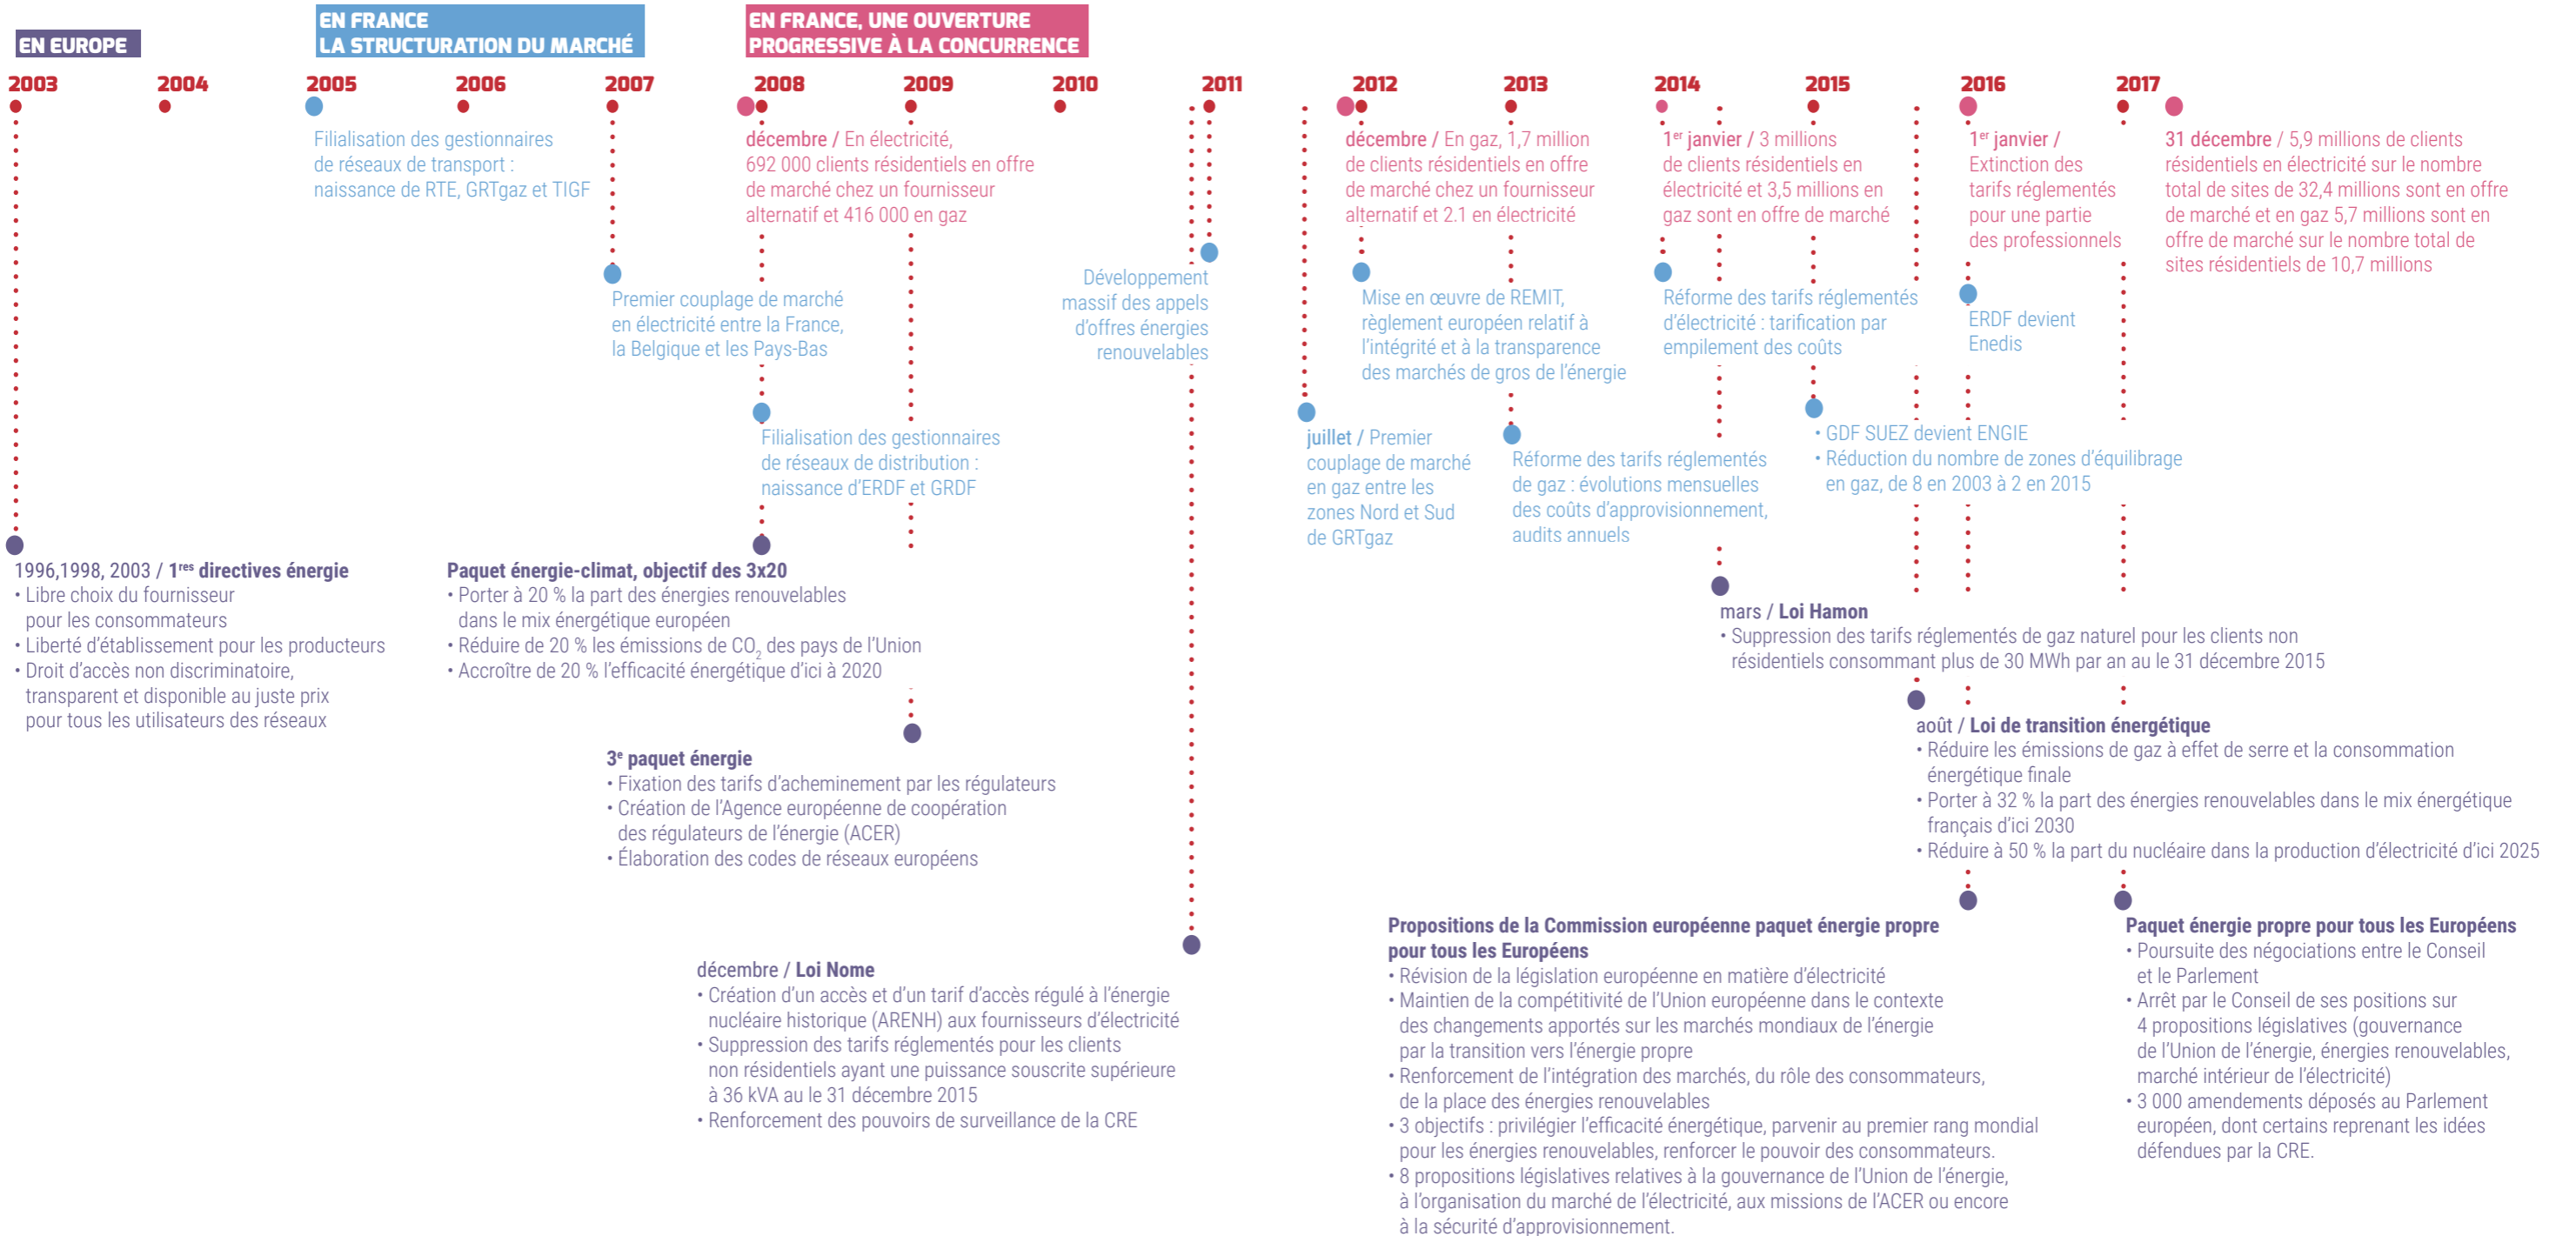 EN EUROPE
EN FRANCE
LA STRUCTURATION DU MARCHÉ
EN FRANCE, UNE OUVERTURE
PROGRESSIVE À LA CONCURRENCE
2003
2004
2005
2006
2007
2008
2009
2010
2011
2012
2013
2014
2015
2016
2017
Filialisation des gestionnaires
de réseaux de transport :
naissance de RTE, GRTgaz et TIGF
décembre / En électricité,
692 000 clients résidentiels en offre
de marché chez un fournisseur
alternatif et 416 000 en gaz
décembre / En gaz, 1,7 million
de clients résidentiels en offre
de marché chez un fournisseur
alternatif et 2.1 en électricité
1er janvier / 3 millions
de clients résidentiels en
électricité et 3,5 millions en
gaz sont en offre de marché
1er janvier /
Extinction des
tarifs réglementés
pour une partie
des professionnels
31 décembre / 5,9 millions de clients
résidentiels en électricité sur le nombre
total de sites de 32,4 millions sont en offre
de marché et en gaz 5,7 millions sont en
offre de marché sur le nombre total de
sites résidentiels de 10,7 millions
Premier couplage de marché
en électricité entre la France,
la Belgique et les Pays-Bas
Développement
massif des appels
d'offres énergies
renouvelables
Mise en œuvre de REMIT,
règlement européen relatif à
l'intégrité et à la transparence
des marchés de gros de l'énergie
Réforme des tarifs réglementés
d'électricité : tarification par
empilement des coûts
ERDF devient
Enedis
Filialisation des gestionnaires
de réseaux de distribution :
naissance d'ERDF et GRDF
juillet / Premier
couplage de marché
en gaz entre les
zones Nord et Sud
de GRTgaz
Réforme des tarifs réglementés
de gaz : évolutions mensuelles
des coûts d'approvisionnement,
audits annuels
• GDF SUEZ devient ENGIE
• Réduction du nombre de zones d'équilibrage
en gaz, de 8 en 2003 à 2 en 2015
1996,1998, 2003 / 1res directives énergie
• Libre choix du fournisseur
pour les consommateurs
• Liberté d'établissement pour les producteurs
• Droit d'accès non discriminatoire,
transparent et disponible au juste prix
pour tous les utilisateurs des réseaux
Paquet énergie-climat, objectif des 3x20
• Porter à 20 % la part des énergies renouvelables
dans le mix énergétique européen
• Réduire de 20 % les émissions de CO2 des pays de l'Union
• Accroître de 20 % l'efficacité énergétique d'ici à 2020
mars / Loi Hamon
• Suppression des tarifs réglementés de gaz naturel pour les clients non
résidentiels consommant plus de 30 MWh par an au le 31 décembre 2015
3e paquet énergie
• Fixation des tarifs d'acheminement par les régulateurs
• Création de l'Agence européenne de coopération
des régulateurs de l'énergie (ACER)
• Élaboration des codes de réseaux européens
août / Loi de transition énergétique
• Réduire les émissions de gaz à effet de serre et la consommation
énergétique finale
• Porter à 32 % la part des énergies renouvelables dans le mix énergétique
français d'ici 2030
• Réduire à 50 % la part du nucléaire dans la production d'électricité d'ici 2025
décembre / Loi Nome
• Création d'un accès et d'un tarif d'accès régulé à l'énergie
nucléaire historique (ARENH) aux fournisseurs d'électricité
• Suppression des tarifs réglementés pour les clients
non résidentiels ayant une puissance souscrite supérieure
à 36 kVA au le 31 décembre 2015
• Renforcement des pouvoirs de surveillance de la CRE
Propositions de la Commission européenne paquet énergie propre
pour tous les Européens
• Révision de la législation européenne en matière d'électricité
• Maintien de la compétitivité de l'Union européenne dans le contexte
des changements apportés sur les marchés mondiaux de l'énergie
par la transition vers l'énergie propre
• Renforcement de l'intégration des marchés, du rôle des consommateurs,
de la place des énergies renouvelables
• 3 objectifs : privilégier l'efficacité énergétique, parvenir au premier rang mondial
pour les énergies renouvelables, renforcer le pouvoir des consommateurs.
• 8 propositions législatives relatives à la gouvernance de l'Union de l'énergie,
à l'organisation du marché de l'électricité, aux missions de l'ACER ou encore
à la sécurité d'approvisionnement.
Paquet énergie propre pour tous les Européens
• Poursuite des négociations entre le Conseil
et le Parlement
• Arrêt par le Conseil de ses positions sur
4 propositions législatives (gouvernance
de l'Union de l'énergie, énergies renouvelables,
marché intérieur de l'électricité)
• 3 000 amendements déposés au Parlement
européen, dont certains reprenant les idées
défendues par la CRE.